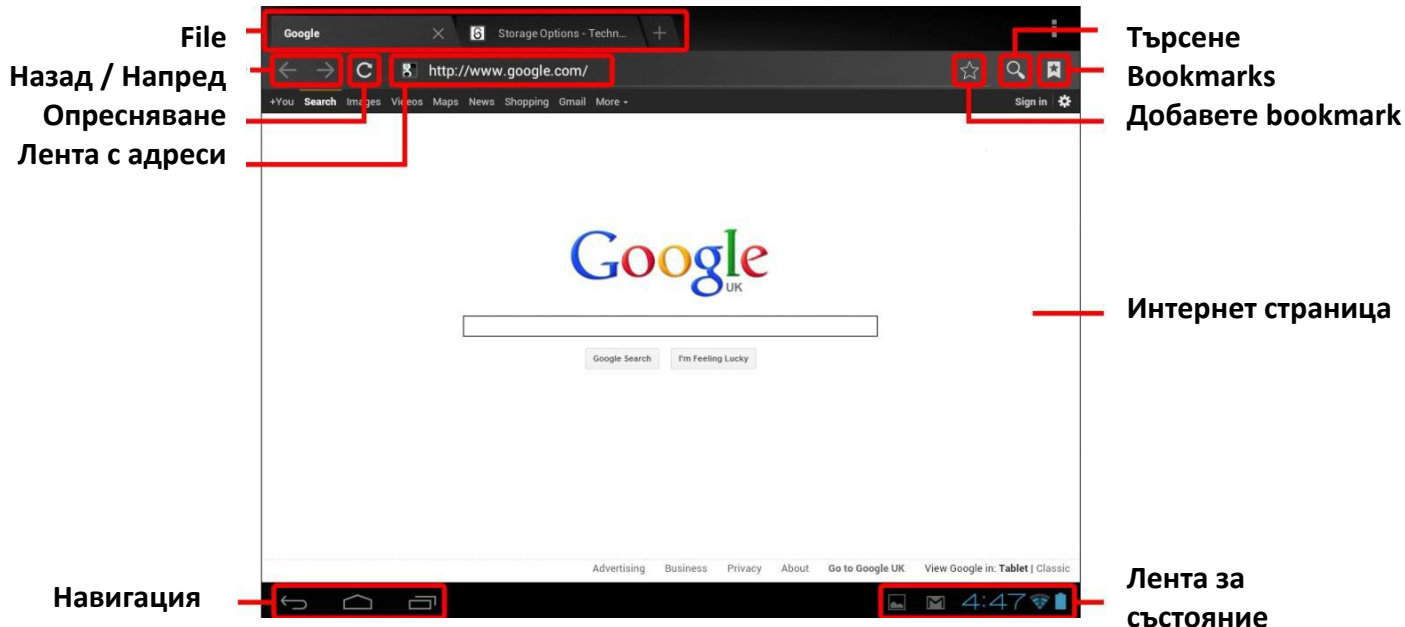 File
Назад / Напред
Опресняване
Лента с адреси
Google
Storage Options - Techn...
http://www.google.com/
+You Search Images Videos Maps News Shopping Gmail More
Sign in
Търсене
Bookmarks
Добавете bookmark
Google
UK
Google Search
I'm Feeling Lucky
Интернет страница
Advertising Business Privacy About Go to Google UK View Google in: Tablet | Classic
Навигация
4:47
Лента за
състояние